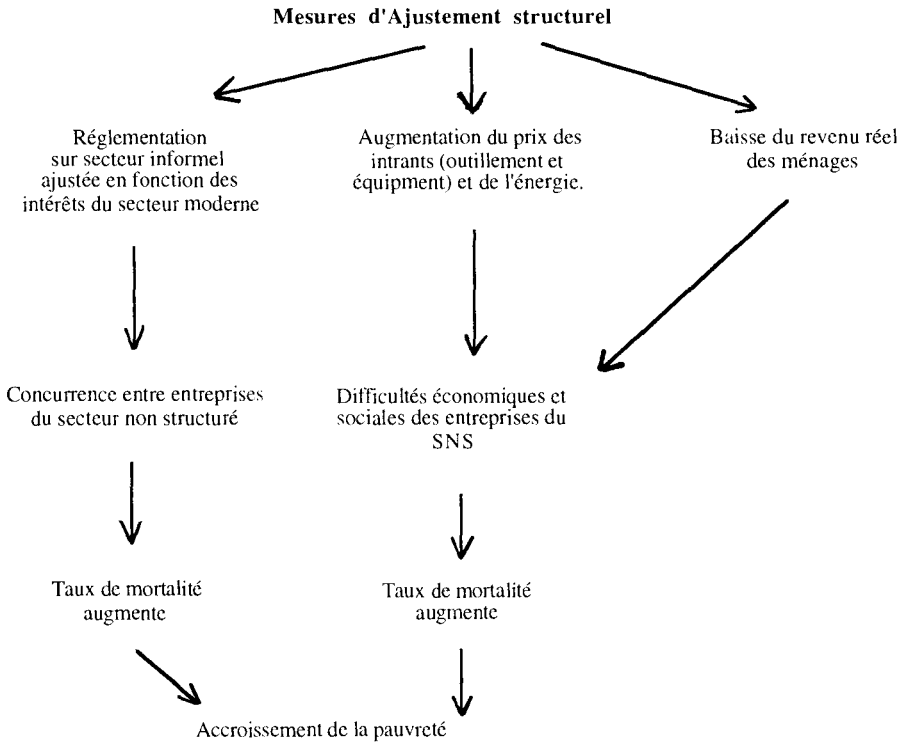 Mesures d'Ajustement structurel
Réglementation
sur secteur informel
ajustée en fonction des
intérêts du secteur moderne
Augmentation du prix des
intrants (outillement et
équipment) et de l'énergie.
Baisse du revenu réel
des ménages
Concurrence entre entreprises
du secteur non structuré
Difficultés économiques et
sociales des entreprises du
SNS
Taux de mortalité
augmente
Taux de mortalité
augmente
Accroissement de la pauvreté